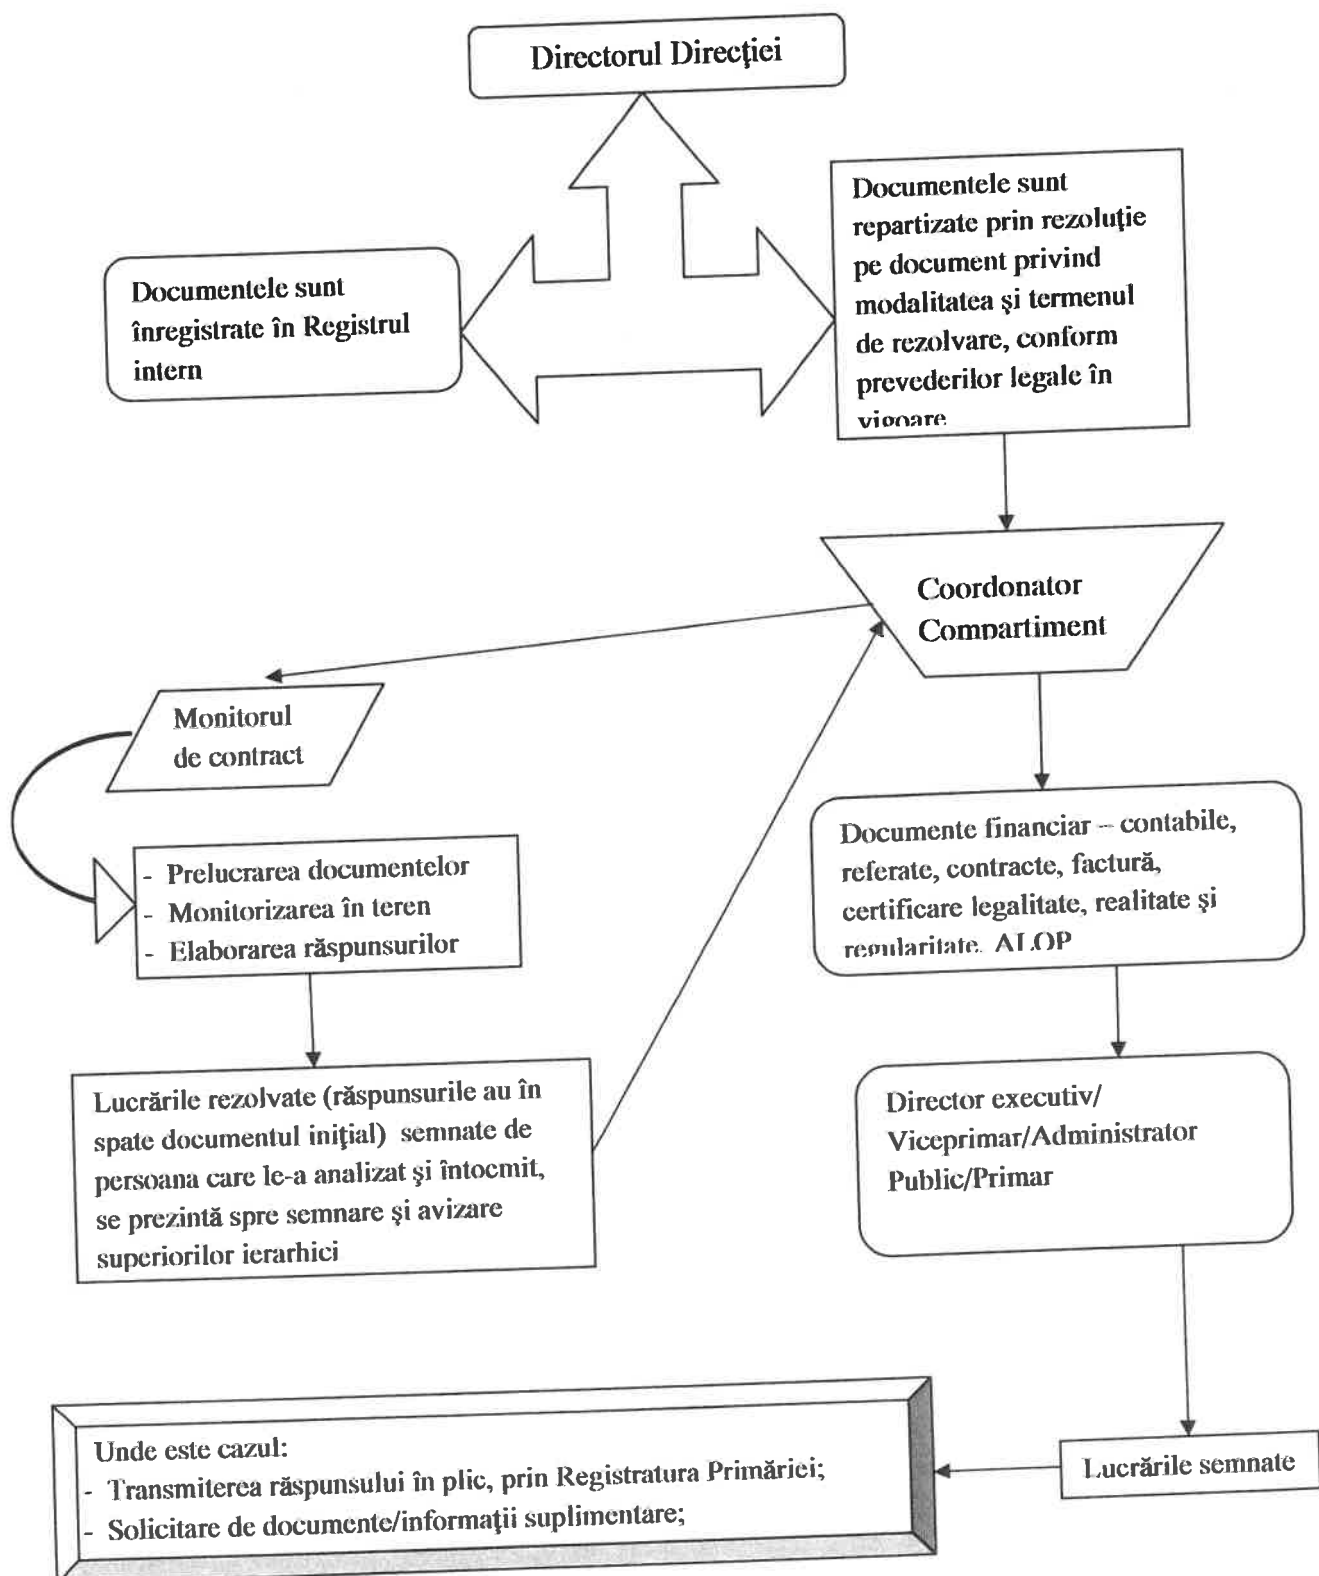 Directorul Direcţiei
Documentele sunt
repartizate prin rezoluţie
pe document privind
modalitatea şi termenul
de rezolvare, conform
prevederilor legale în
vigoare
Documentele sunt
înregistrate în Registrul
intern
Coordonator
Compartiment
Monitorul
de contract
- Prelucrarea documentelor
- Monitorizarea în teren
- Elaborarea răspunsurilor
Documente financiar – contabile,
referate, contracte, factură,
certificare legalitate, realitate şi
regularitate, ALOP
Lucrările rezolvate (răspunsurile au în
spate documentul iniţial) semnate de
persoana care le-a analizat şi întocmit,
se prezintă spre semnare şi avizare
superiorilor ierarhici
Director executiv/
Viceprimar/Administrator
Public/Primar
Lucrările semnate
Unde este cazul:
- Transmiterea răspunsului în plic, prin Registratura Primăriei;
- Solicitare de documente/informaţii suplimentare;